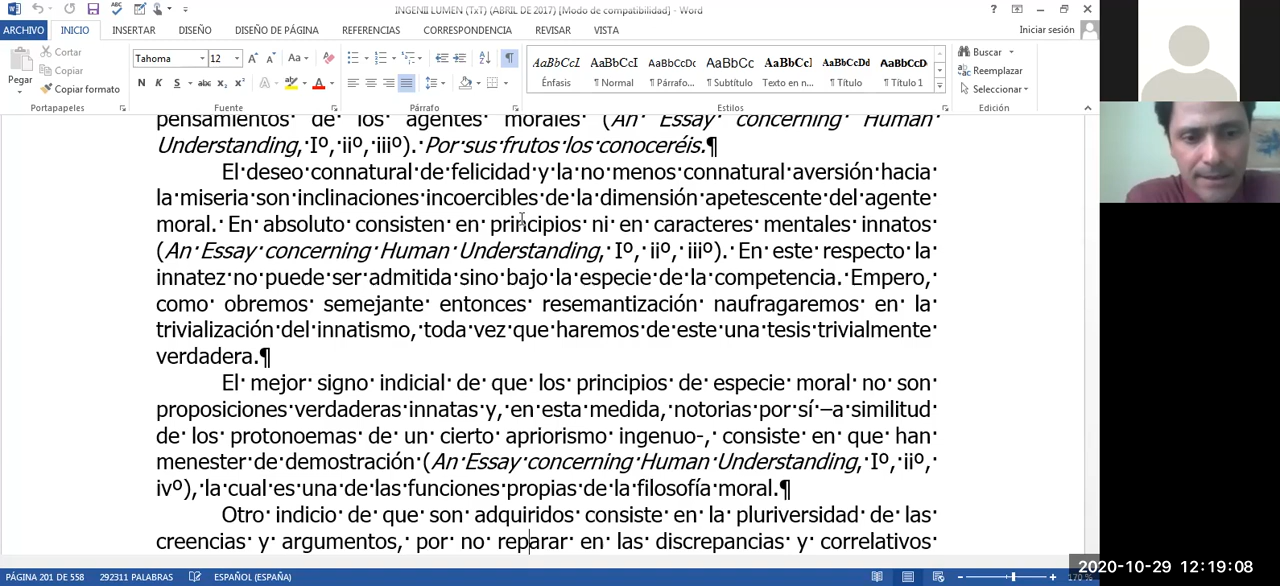 INGENII LUMEN (TxT) (ABRIL DE 2017) [Modo de compatibilidad] - Word
ARCHIVO INICIO INSERTAR DISEÑO DISEÑO DE PÁGINA REFERENCIAS CORRESPONDENCIA REVISAR VISTA Iniciar sesión
Pegar
Cortar
Copiar
Copiar formato
Portapapeles
Tahoma 12
N K S abc x₂ x²
Fuente
Párrafo
AaBbCcI AaBbCcI AaBbCcDc AaBbCc AaBbCc] AaBbCcDd AaBbCcDc
Énfasis ¶ Normal ¶ Párrafo... ¶ Subtítulo Texto en n... ¶ Título ¶ Título 1
Estilos
Buscar
Reemplazar
Seleccionar
Edición
pensamientos de los agentes morales (An Essay concerning Human
Understanding, Iº, iiº, iiiº). Por sus frutos los conoceréis.¶
El deseo connatural de felicidad y la no menos connatural aversión hacia
la miseria son inclinaciones incoercibles de la dimensión apetescente del agente
moral. En absoluto consisten en principios ni en caracteres mentales innatos
(An Essay concerning Human Understanding, Iº, iiº, iiiº). En este respecto la
innatez no puede ser admitida sino bajo la especie de la competencia. Empero,
como obremos semejante entonces resemantización naufragaremos en la
trivialización del innatismo, toda vez que haremos de este una tesis trivialmente
verdadera.¶
El mejor signo indicial de que los principios de especie moral no son
proposiciones verdaderas innatas y, en esta medida, notorias por sí –a similitud
de los protonoemas de un cierto apriorismo ingenuo-, consiste en que han
menester de demostración (An Essay concerning Human Understanding, Iº, iiº,
ivº), la cual es una de las funciones propias de la filosofía moral.¶
Otro indicio de que son adquiridos consiste en la pluriversidad de las
creencias y argumentos, por no reparar en las discrepancias y correlativos
PÁGINA 201 DE 558 292311 PALABRAS ESPAÑOL (ESPAÑA) 170 %
2020-10-29 12:19:08